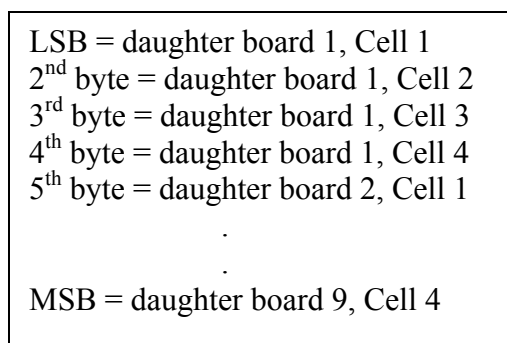 LSB = daughter board 1, Cell 1
2nd byte = daughter board 1, Cell 2
3rd byte = daughter board 1, Cell 3
4th byte = daughter board 1, Cell 4
5th byte = daughter board 2, Cell 1
.
.
MSB = daughter board 9, Cell 4